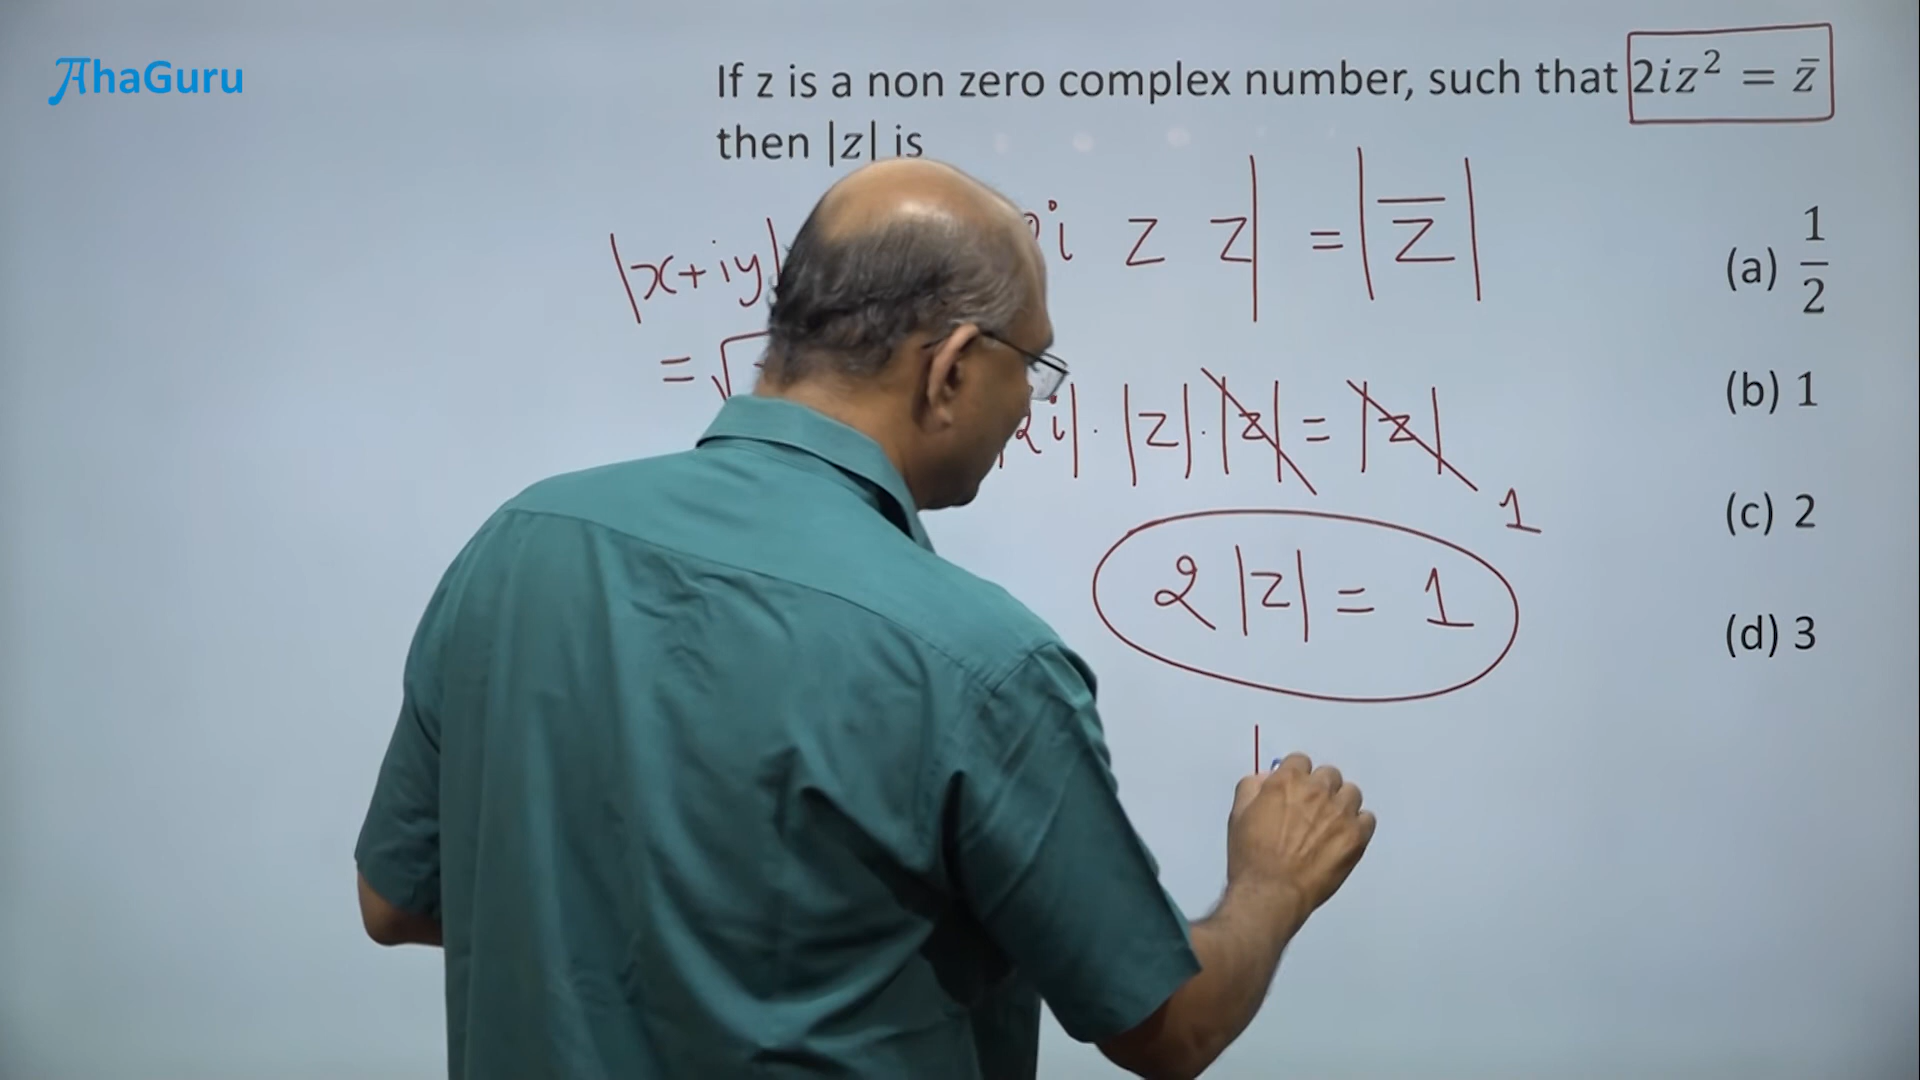 AhaGuru
If z is a non zero complex number, such that 2iz² = z̄
then |z| is
|x+iy|
= √
i z z| = |z̄|
2i| · |z| · |z| = |z|
1
2 |z| = 1
(a) 1/2
(b) 1
(c) 2
(d) 3